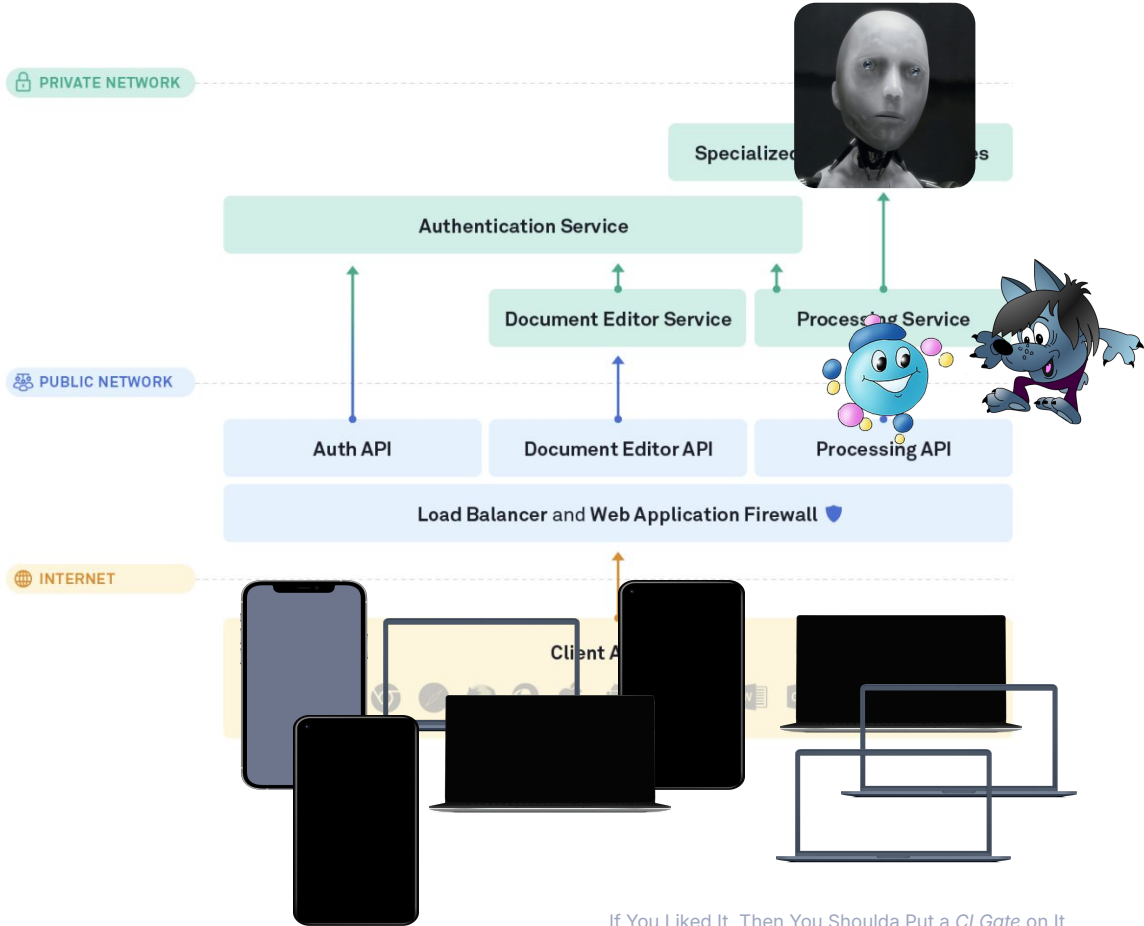 PRIVATE NETWORK
Specialized es
Authentication Service
Document Editor Service
Processing Service
PUBLIC NETWORK
Auth API
Document Editor API
Processing API
Load Balancer and Web Application Firewall
INTERNET
Client A
If You Liked It, Then You Shoulda Put a CI Gate on It